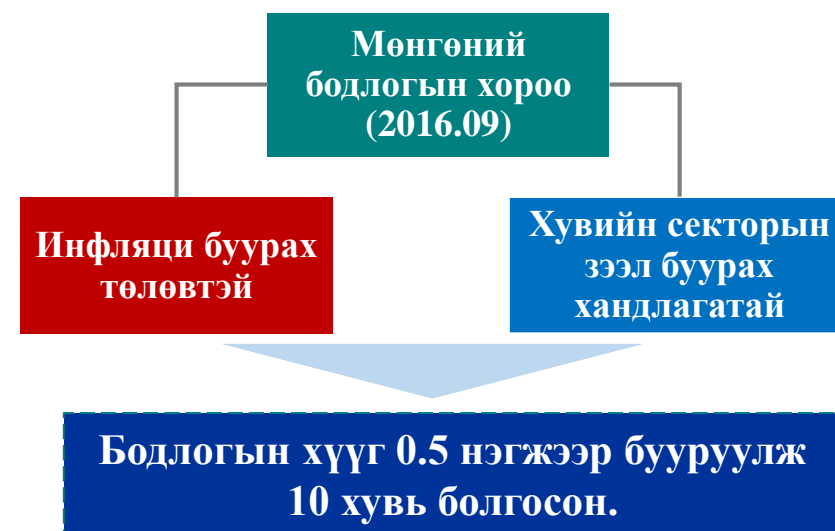 Мөнгөний
бодлогын хороо
(2016.09)
Инфляци буурах
төлөвтэй
Хувийн секторын
зээл буурах
хандлагатай
Бодлогын хүүг 0.5 нэгжээр бууруулж
10 хувь болгосон.